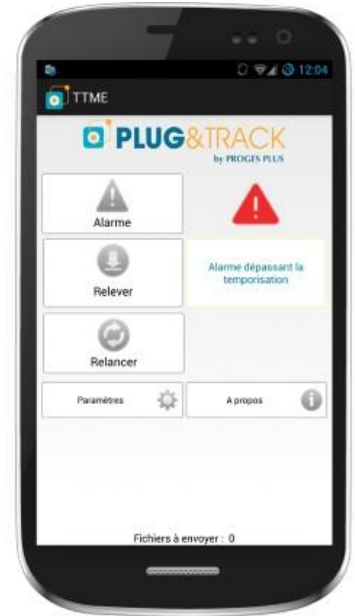 12:04
TTME
PLUG&TRACK
by PROGES PLUS
Alarme
Relever
Alarme dépassant la
temporisation
Relancer
Paramètres
A propos
Fichiers à envoyer : 0